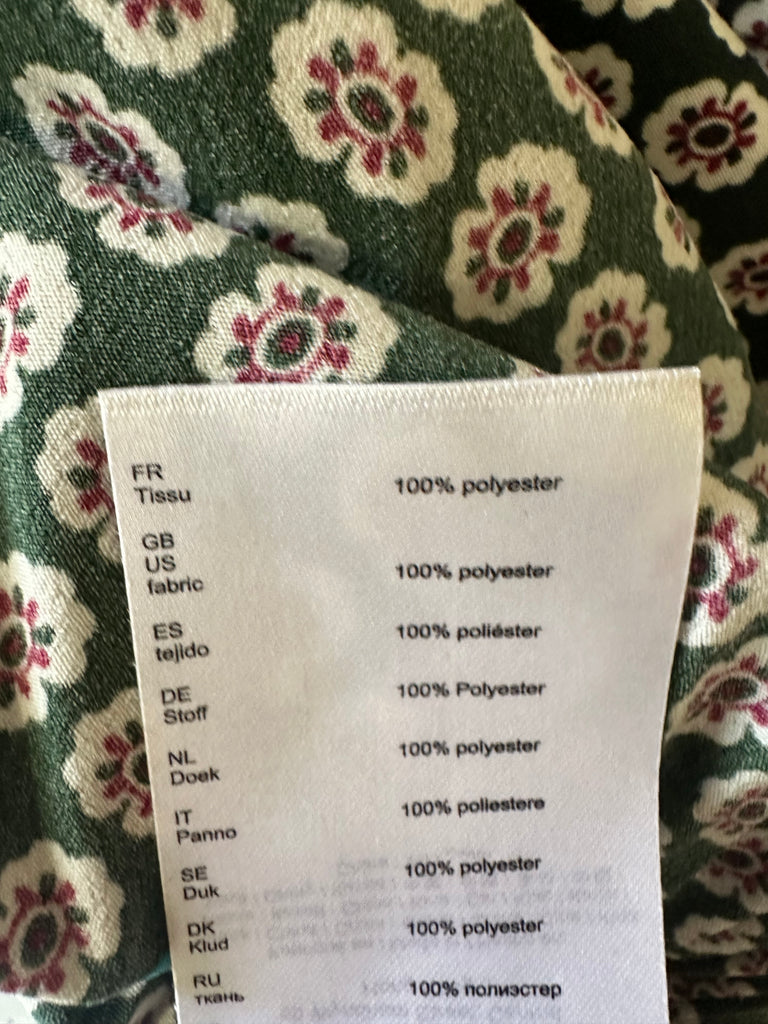 FR
Tissu 100% polyester
GB
US
fabric 100% polyester
ES
tejido 100% poliéster
DE
Stoff 100% Polyester
NL
Doek 100% polyester
IT
Panno 100% poliestere
SE
Duk 100% polyester
DK
Klud 100% polyester
RU
ткань 100% полиэстер